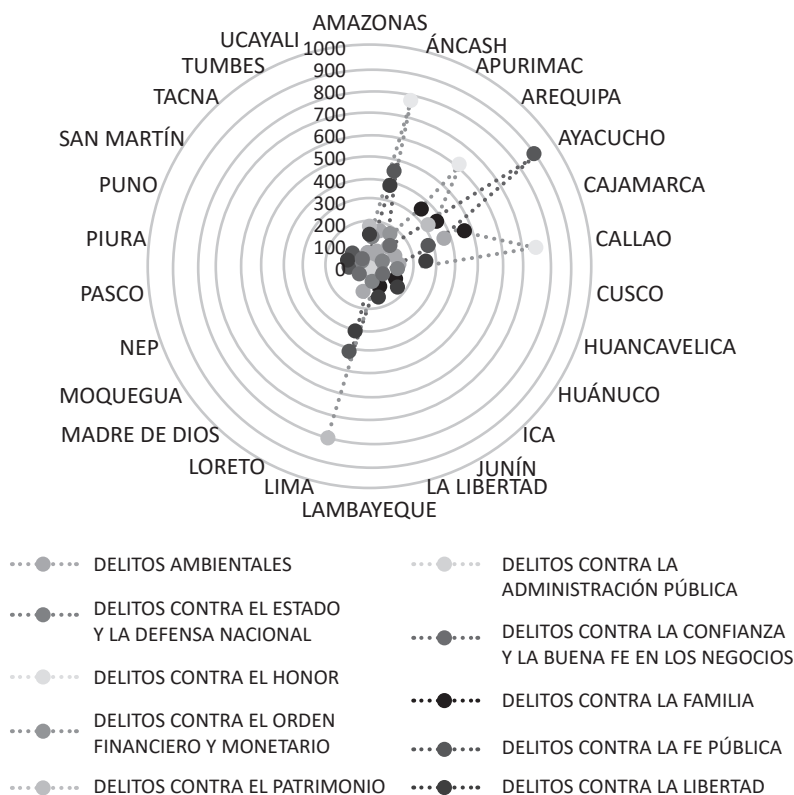 AMAZONAS
ÁNCASH
APURIMAC
AREQUIPA
AYACUCHO
CAJAMARCA
CALLAO
CUSCO
HUANCAVELICA
HUÁNUCO
ICA
JUNÍN
LA LIBERTAD
LAMBAYEQUE
LIMA
LORETO
MADRE DE DIOS
MOQUEGUA
NEP
PASCO
PIURA
PUNO
SAN MARTÍN
TACNA
TUMBES
UCAYALI
1000
900
800
700
600
500
400
300
200
100
0
DELITOS AMBIENTALES
DELITOS CONTRA EL ESTADO
Y LA DEFENSA NACIONAL
DELITOS CONTRA EL HONOR
DELITOS CONTRA EL ORDEN
FINANCIERO Y MONETARIO
DELITOS CONTRA EL PATRIMONIO
DELITOS CONTRA LA
ADMINISTRACIÓN PÚBLICA
DELITOS CONTRA LA CONFIANZA
Y LA BUENA FE EN LOS NEGOCIOS
DELITOS CONTRA LA FAMILIA
DELITOS CONTRA LA FE PÚBLICA
DELITOS CONTRA LA LIBERTAD